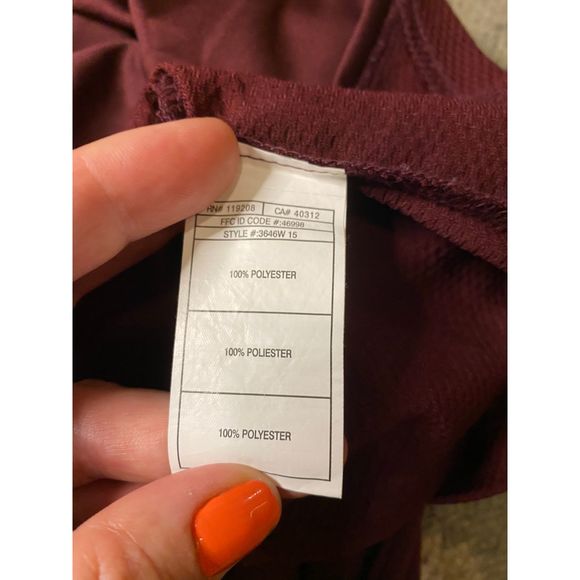 RN# 119208 CA# 40312
FFC ID CODE #:46998
STYLE #:3646W 15
100% POLYESTER
100% POLIESTER
100% POLYESTER